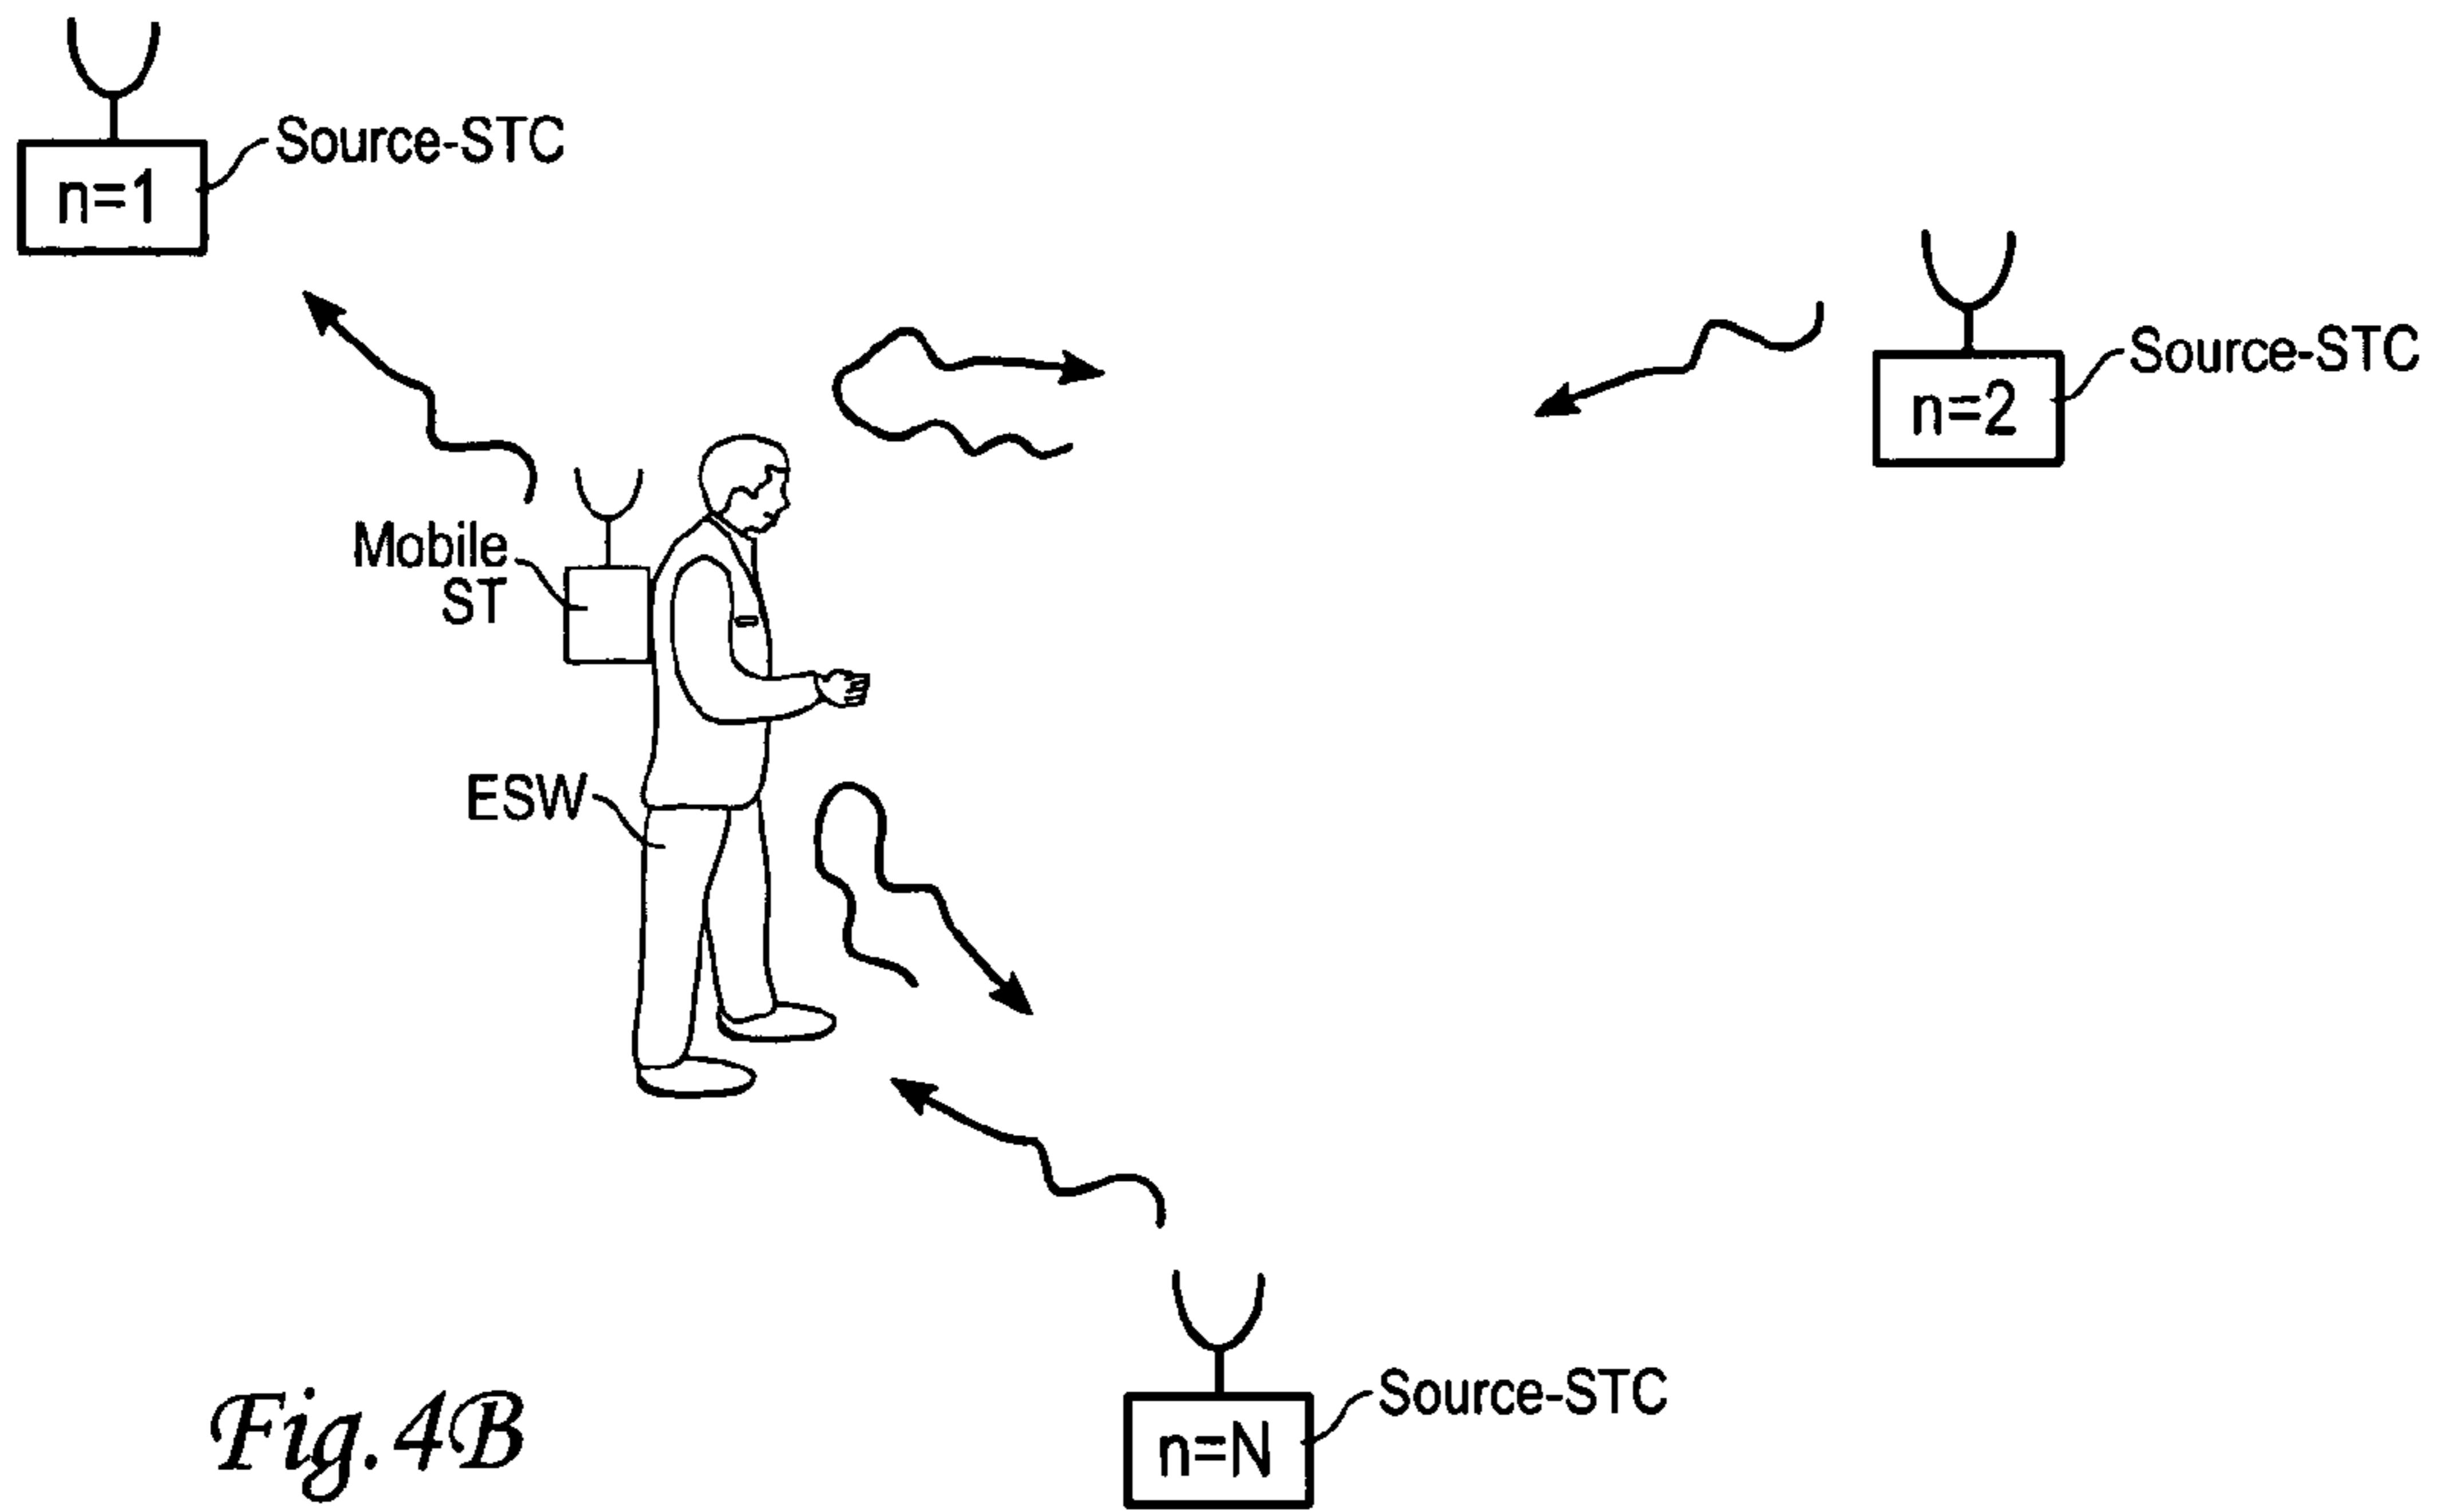 Source-STC
n=1
Source-STC
n=2
Mobile
ST
ESW
Source-STC
n=N
Fig.4B